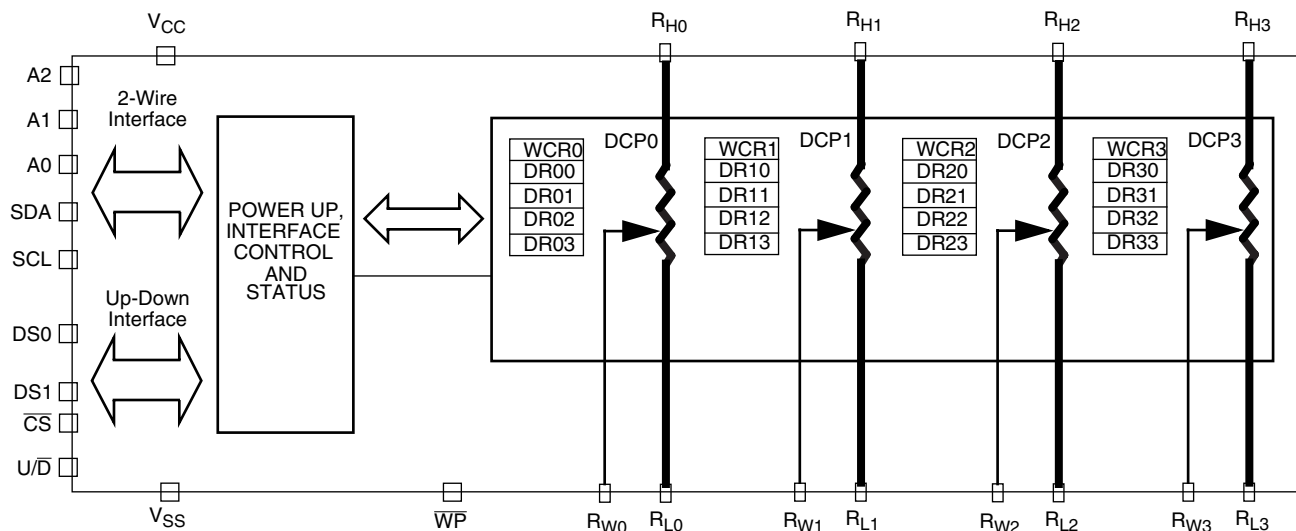 VCC
RH0
RH1
RH2
RH3
A2
A1
A0
SDA
SCL
DS0
DS1
C̅S̅
U/D̅
2-Wire
Interface
Up-Down
Interface
POWER UP,
INTERFACE
CONTROL
AND
STATUS
WCR0
DR00
DR01
DR02
DR03
DCP0
WCR1
DR10
DR11
DR12
DR13
DCP1
WCR2
DR20
DR21
DR22
DR23
DCP2
WCR3
DR30
DR31
DR32
DR33
DCP3
VSS
W̅P̅
RW0
RL0
RW1
RL1
RW2
RL2
RW3
RL3